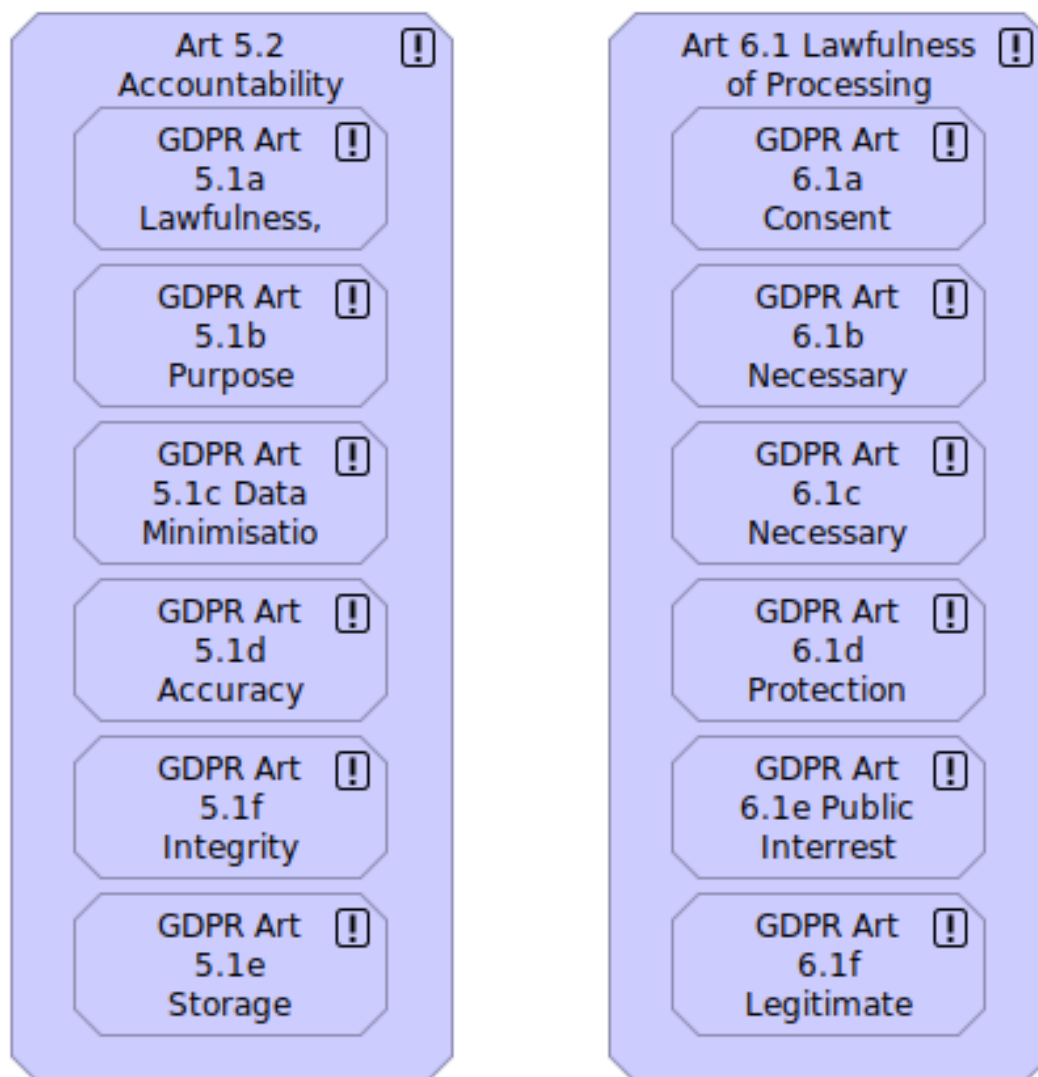 Art 5.2
Accountability
GDPR Art
5.1a
Lawfulness,
GDPR Art
5.1b
Purpose
GDPR Art
5.1c Data
Minimisatio
GDPR Art
5.1d
Accuracy
GDPR Art
5.1f
Integrity
GDPR Art
5.1e
Storage
Art 6.1 Lawfulness
of Processing
GDPR Art
6.1a
Consent
GDPR Art
6.1b
Necessary
GDPR Art
6.1c
Necessary
GDPR Art
6.1d
Protection
GDPR Art
6.1e Public
Interrest
GDPR Art
6.1f
Legitimate